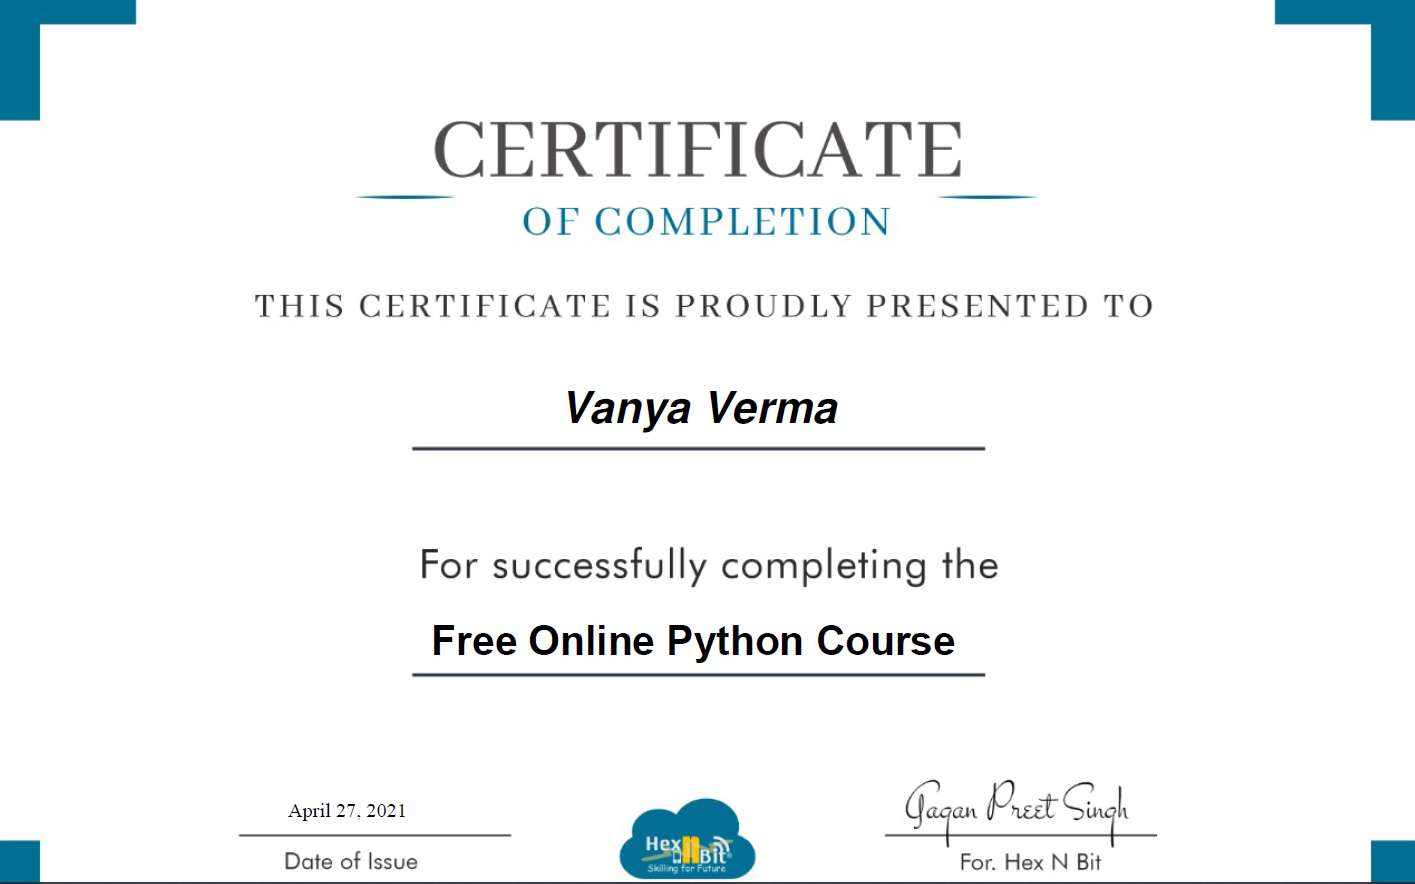 CERTIFICATE
OF COMPLETION
THIS CERTIFICATE IS PROUDLY PRESENTED TO
Vanya Verma
For successfully completing the
Free Online Python Course
April 27, 2021
Date of Issue
Hex N Bit
Skilling for Future
Gagan Preet Singh
For. Hex N Bit